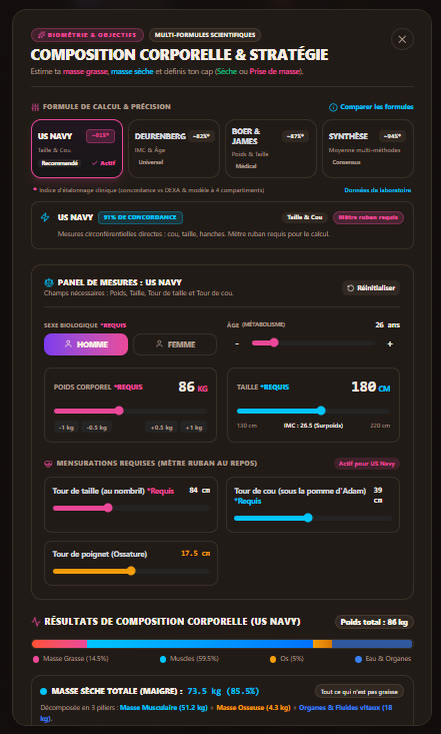 BIOMÉTRIE & OBJECTIFS MULTI-FORMULES SCIENTIFIQUES
COMPOSITION CORPORELLE & STRATÉGIE
Estime ta masse grasse, masse sèche et définis ton cap (Sèche ou Prise de masse).
FORMULE DE CALCUL & PRÉCISION Comparer les formules
US NAVY ~91%*
Taille & Cou
Recommandé Actif
DEURENBERG ~82%*
IMC & Âge
Universel
BOER & JAMES ~87%*
Poids & Taille
Médical
SYNTHÈSE ~94%*
Moyenne multi-méthodes
Consensus
* Indice d'étalonnage clinique (concordance vs DEXA & modèle à 4 compartiments) Données de laboratoire
US NAVY 91% DE CONCORDANCE Taille & Cou Mètre ruban requis
Mesures circonférentielles directes : cou, taille, hanches. Mètre ruban requis pour le calcul.
PANEL DE MESURES : US NAVY Réinitialiser
Champs nécessaires : Poids, Taille, Tour de taille et Tour de cou.
SEXE BIOLOGIQUE *REQUIS
HOMME FEMME
ÂGE (MÉTABOLISME) 26 ans
- +
POIDS CORPOREL *REQUIS 86 KG
-1 kg -0.5 kg +0.5 kg +1 kg
TAILLE *REQUIS 180 CM
130 cm IMC : 26.5 (Surpoids) 220 cm
MENSURATIONS REQUISES (MÈTRE RUBAN AU REPOS) Actif pour US Navy
Tour de taille (au nombril) *Requis 84 cm
Tour de cou (sous la pomme d'Adam) *Requis 39 cm
Tour de poignet (Ossature) 17.5 cm
RÉSULTATS DE COMPOSITION CORPORELLE (US NAVY) Poids total : 86 kg
Masse Grasse (14.5%) Muscles (59.5%) Os (5%) Eau & Organes
MASSE SÈCHE TOTALE (MAIGRE) : 73.5 kg (85.5%) Tout ce qui n'est pas graisse
Décomposée en 3 piliers : Masse Musculaire (51.2 kg) + Masse Osseuse (4.3 kg) + Organes & Fluides vitaux (18
kg).